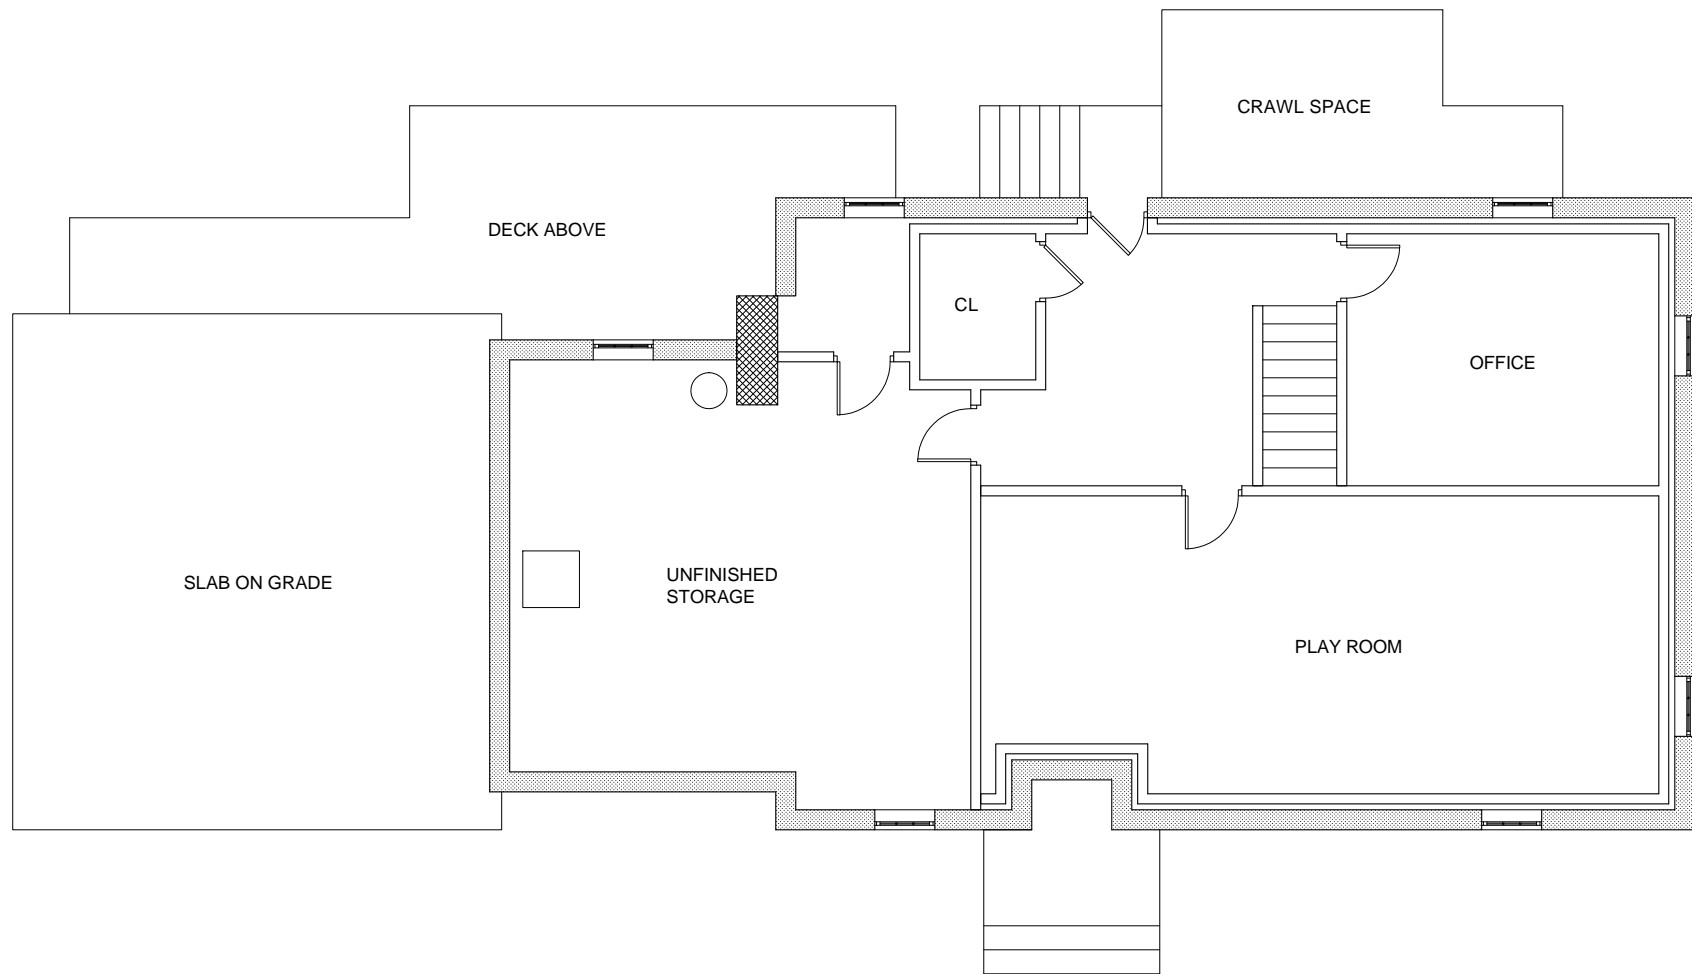 CRAWL SPACE
DECK ABOVE
CL
OFFICE
SLAB ON GRADE
UNFINISHED
STORAGE
PLAY ROOM